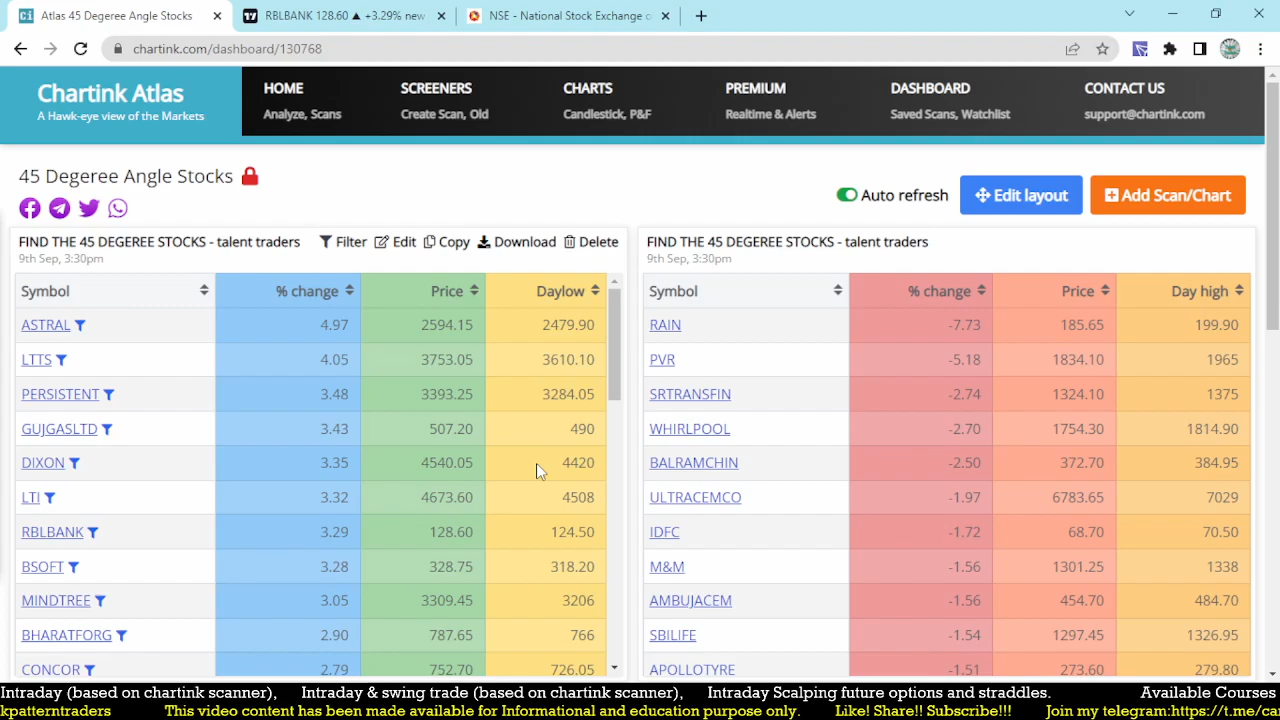 Atlas 45 Degeree Angle Stocks
RBLBANK 128.60 ▲ +3.29% new
NSE - National Stock Exchange o
chartink.com/dashboard/130768
Chartink Atlas
A Hawk-eye view of the Markets
HOME
Analyze, Scans
SCREENERS
Create Scan, Old
CHARTS
Candlestick, P&F
PREMIUM
Realtime & Alerts
DASHBOARD
Saved Scans, Watchlist
CONTACT US
support@chartink.com
45 Degeree Angle Stocks
Auto refresh
Edit layout
Add Scan/Chart
FIND THE 45 DEGEREE STOCKS - talent traders
Filter Edit Copy Download Delete
9th Sep, 3:30pm
Symbol % change Price Daylow
ASTRAL 4.97 2594.15 2479.90
LTTS 4.05 3753.05 3610.10
PERSISTENT 3.48 3393.25 3284.05
GUJGASLTD 3.43 507.20 490
DIXON 3.35 4540.05 4420
LTI 3.32 4673.60 4508
RBLBANK 3.29 128.60 124.50
BSOFT 3.28 328.75 318.20
MINDTREE 3.05 3309.45 3206
BHARATFORG 2.90 787.65 766
CONCOR 2.79 752.70 726.05
FIND THE 45 DEGEREE STOCKS - talent traders
9th Sep, 3:30pm
Symbol % change Price Day high
RAIN -7.73 185.65 199.90
PVR -5.18 1834.10 1965
SRTRANSFIN -2.74 1324.10 1375
WHIRLPOOL -2.70 1754.30 1814.90
BALRAMCHIN -2.50 372.70 384.95
ULTRACEMCO -1.97 6783.65 7029
IDFC -1.72 68.70 70.50
M&M -1.56 1301.25 1338
AMBUJACEM -1.56 454.70 484.70
SBILIFE -1.54 1297.45 1326.95
APOLLOTYRE -1.51 273.60 279.80
Intraday (based on chartink scanner), Intraday & swing trade (based on chartink scanner), Intraday Scalping future options and straddles. Available Courses
kpatterntraders This video content has been made available for Informational and education purpose only. Like! Share!! Subscribe!!! Join my telegram:https://t.me/ca